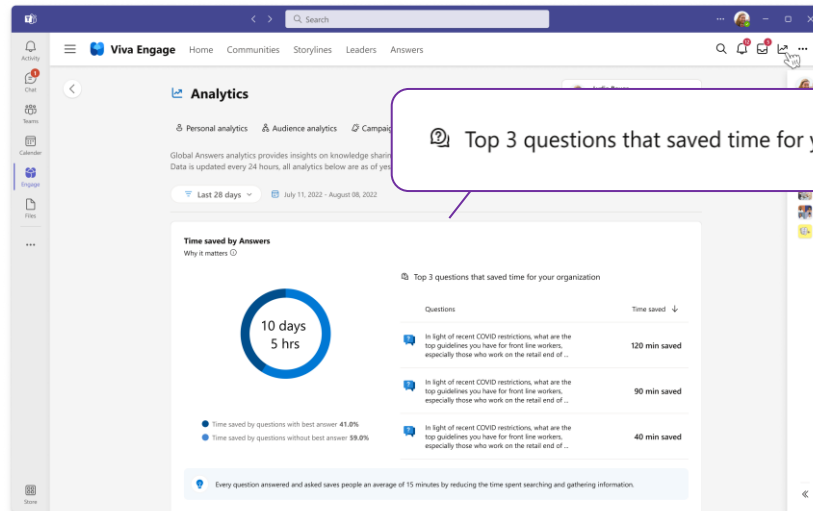 Search
Activity
Chat
Teams
Calendar
Engage
Files
Store
Viva Engage Home Communities Storylines Leaders Answers
Analytics
Personal analytics Audience analytics
Top 3 questions that saved time for
Global Answers analytics provides insights on knowledge
Data is updated every 24 hours, all analytics below are as of
Last 28 days July 11, 2022 - August 08, 2022
Time saved by Answers
Why it matters
10 days
5 hrs
Time saved by questions with best answer 41.0%
Time saved by questions without best answer 59.0%
Top 3 questions that saved time for your organization
Questions Time saved
In light of recent COVID restrictions, what are the
top guidelines you have for front line workers,
especially those who work on the retail end of ...
120 min saved
In light of recent COVID restrictions, what are the
top guidelines you have for front line workers,
especially those who work on the retail end of ...
90 min saved
In light of recent COVID restrictions, what are the
top guidelines you have for front line workers,
especially those who work on the retail end of ...
40 min saved
Every question answered and asked saves people an average of 15 minutes by reducing the time spent searching and gathering information.